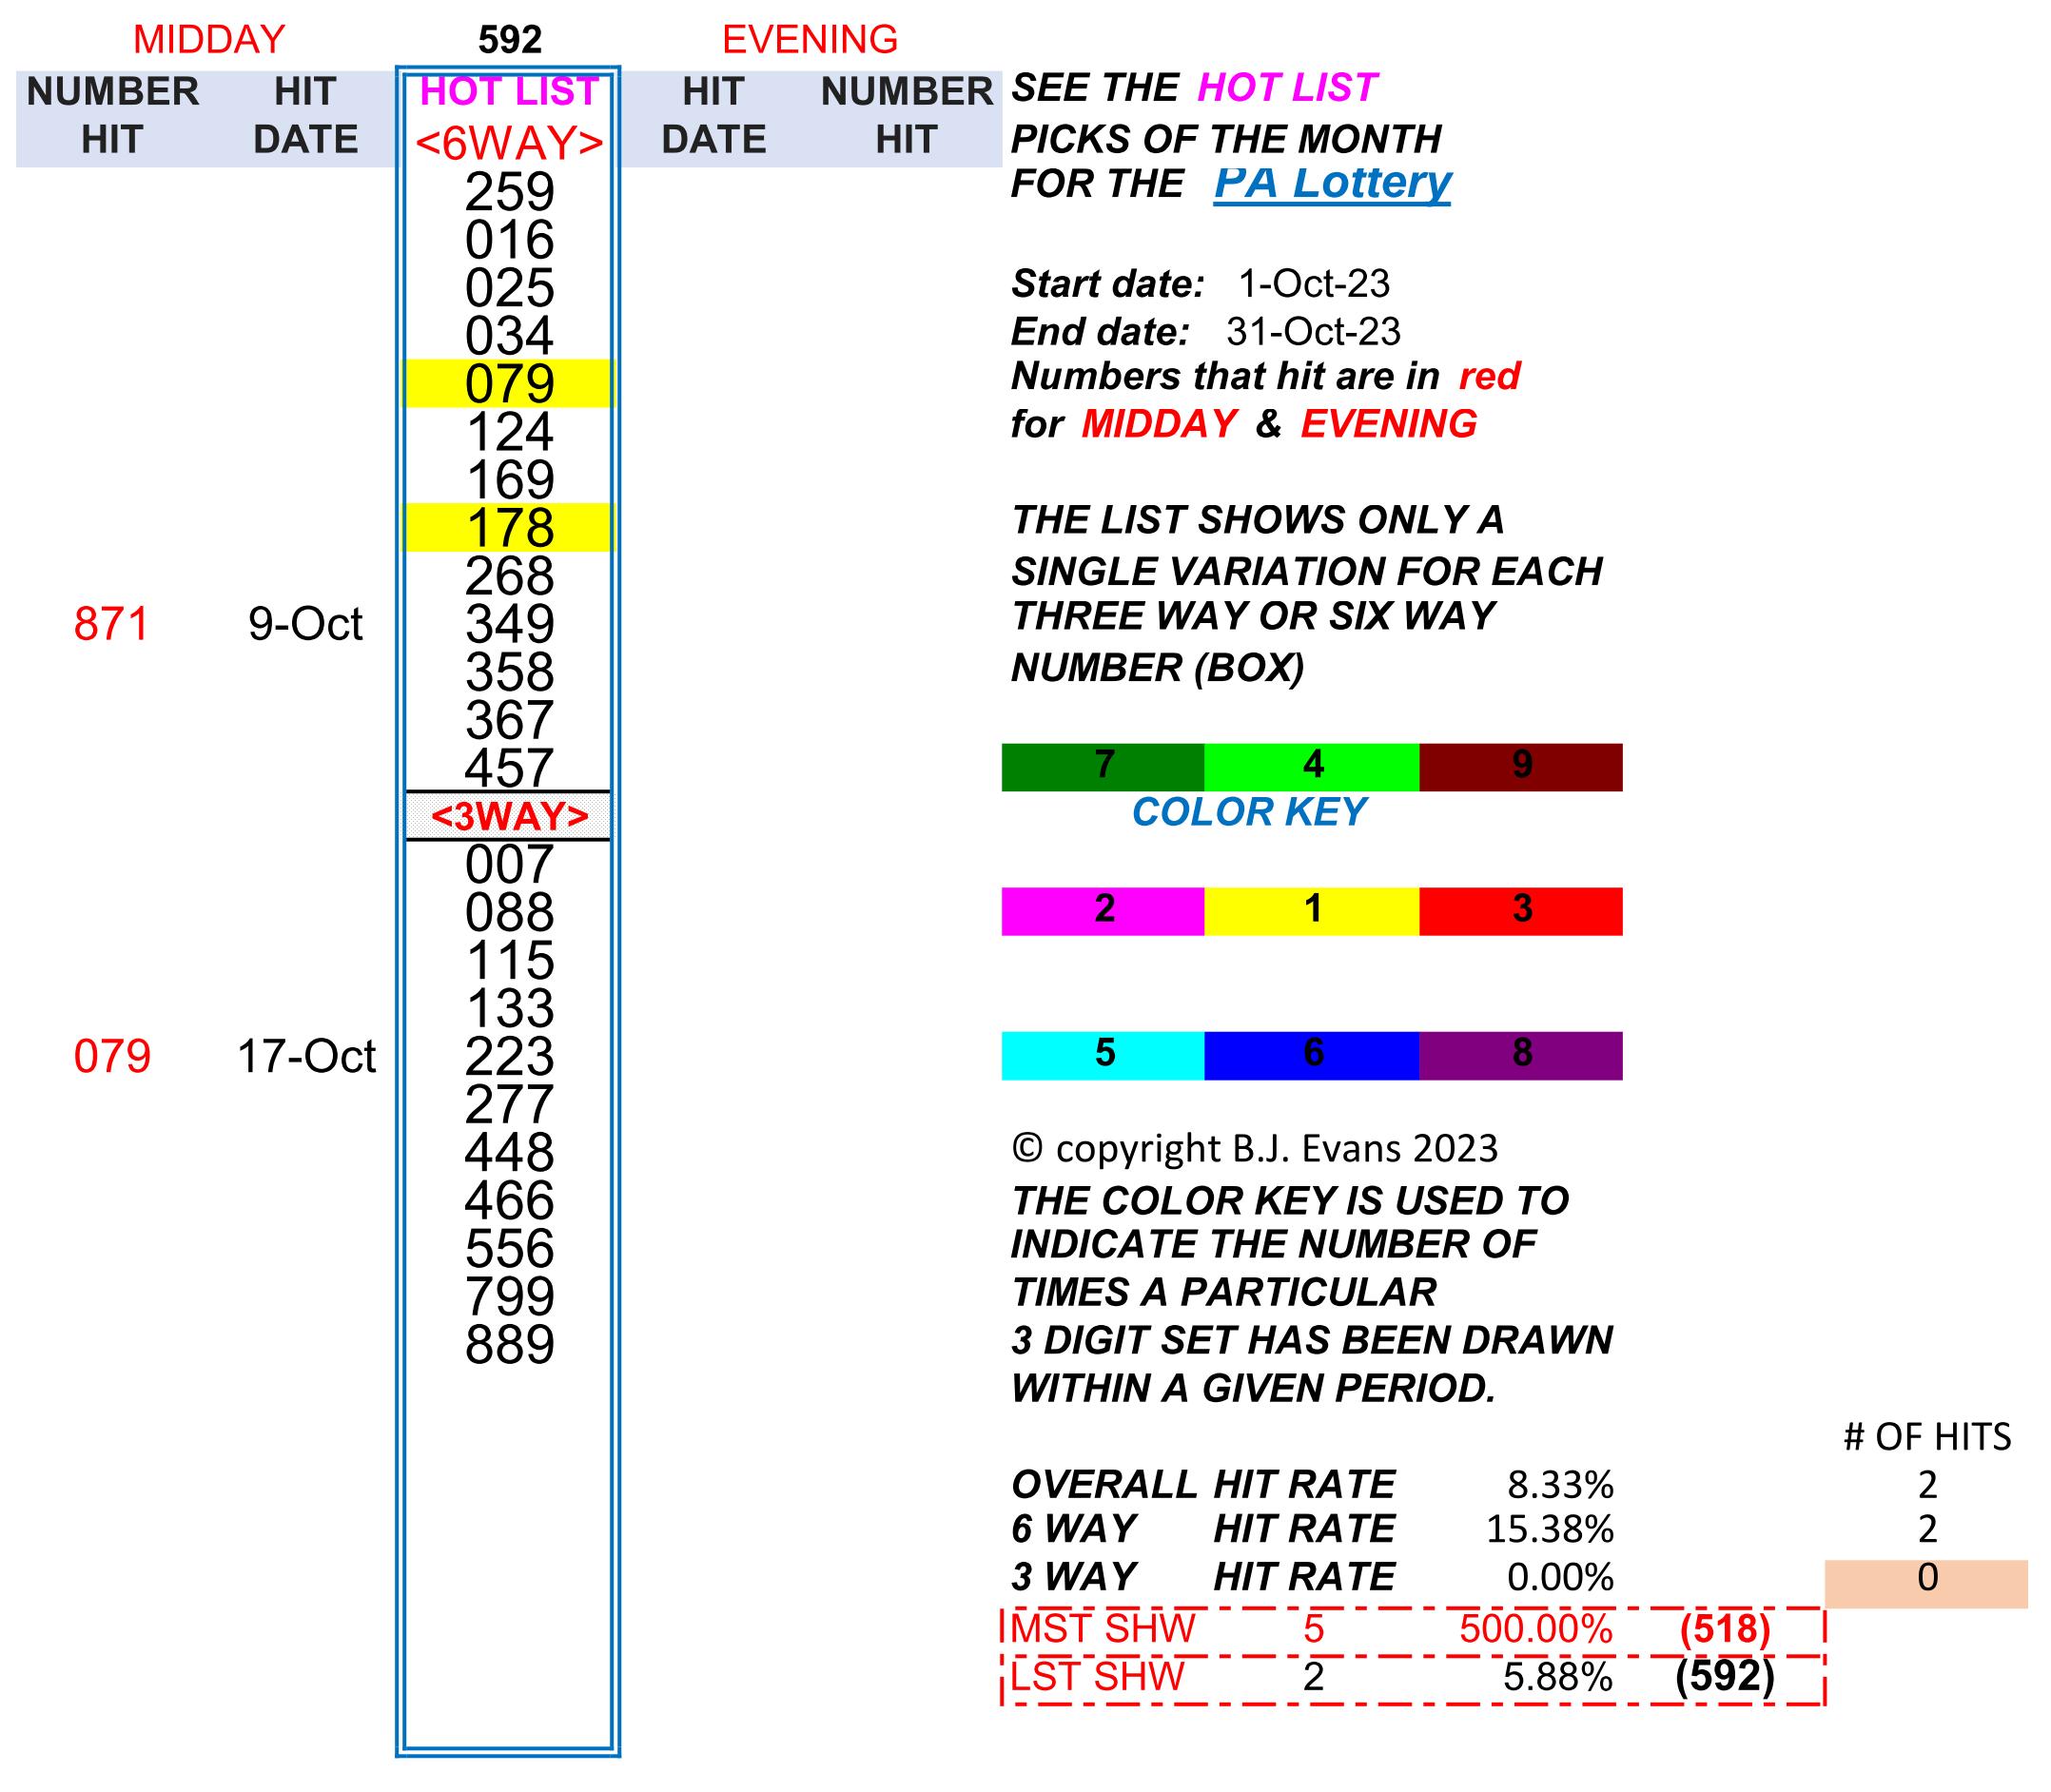 MIDDAY 592 EVENING
NUMBER HIT HOT LIST HIT NUMBER
HIT DATE <6WAY> DATE HIT
259
016
025
034
079
124
169
178
268
871 9-Oct 349
358
367
457
<3WAY>
007
088
115
133
079 17-Oct 223
277
448
466
556
799
889
SEE THE HOT LIST
PICKS OF THE MONTH
FOR THE PA Lottery
Start date: 1-Oct-23
End date: 31-Oct-23
Numbers that hit are in red
for MIDDAY & EVENING
THE LIST SHOWS ONLY A
SINGLE VARIATION FOR EACH
THREE WAY OR SIX WAY
NUMBER (BOX)
7 4 9
COLOR KEY
2 1 3
5 6 8
© copyright B.J. Evans 2023
THE COLOR KEY IS USED TO
INDICATE THE NUMBER OF
TIMES A PARTICULAR
3 DIGIT SET HAS BEEN DRAWN
WITHIN A GIVEN PERIOD.
# OF HITS
OVERALL HIT RATE 8.33% 2
6 WAY HIT RATE 15.38% 2
3 WAY HIT RATE 0.00% 0
MST SHW 5 500.00% (518)
LST SHW 2 5.88% (592)